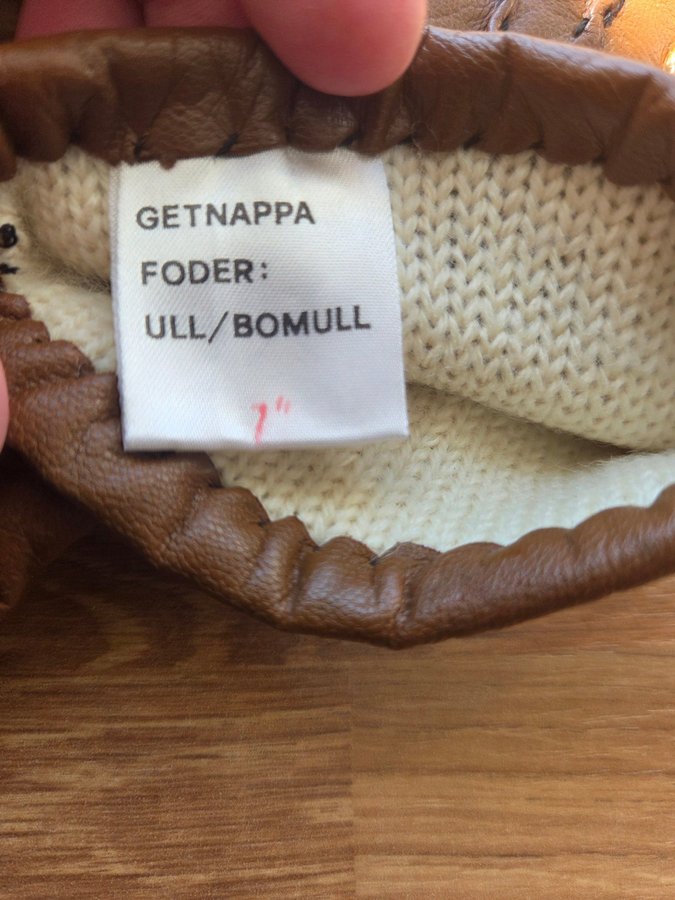 GETNAPPA
FODER:
ULL/BOMULL
7"